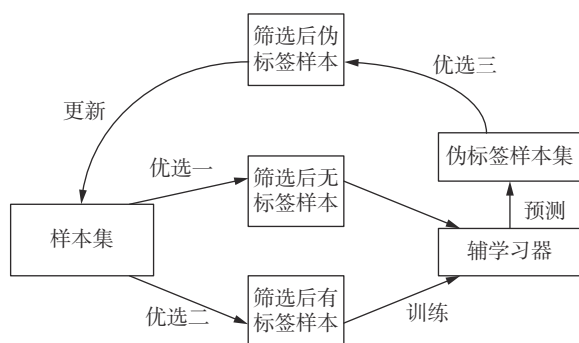 筛选后伪
标签样本
优选三
更新
伪标签样本集
优选一
筛选后无
标签样本
预测
样本集
辅学习器
优选二
筛选后有
标签样本
训练